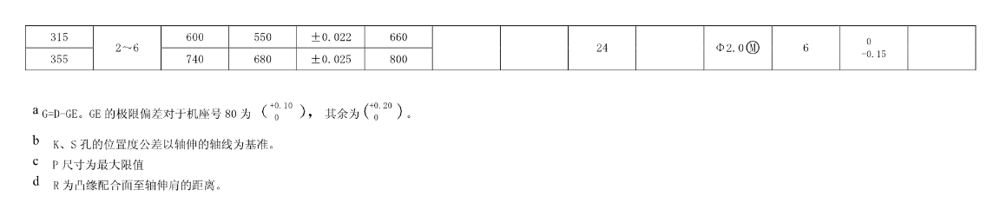 315 2~6 600 550 ±0.022 660 24 Φ2.0Ⓜ 6 0 -0.15
355 740 680 ±0.025 800
a G=D-GE。GE 的极限偏差对于机座号 80 为 (+0.10 0), 其余为(+0.20 0)。
b K、S 孔的位置度公差以轴伸的轴线为基准。
c P 尺寸为最大限值
d R 为凸缘配合面至轴伸肩的距离。